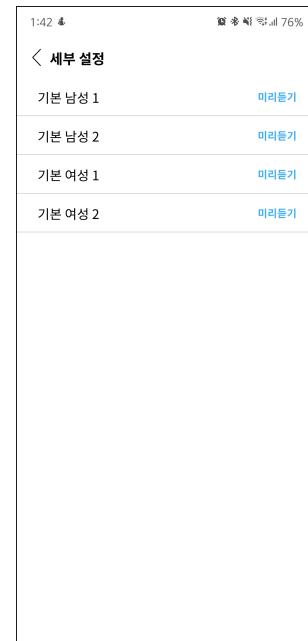 1:42 76%
세부 설정
기본 남성 1 미리듣기
기본 남성 2 미리듣기
기본 여성 1 미리듣기
기본 여성 2 미리듣기